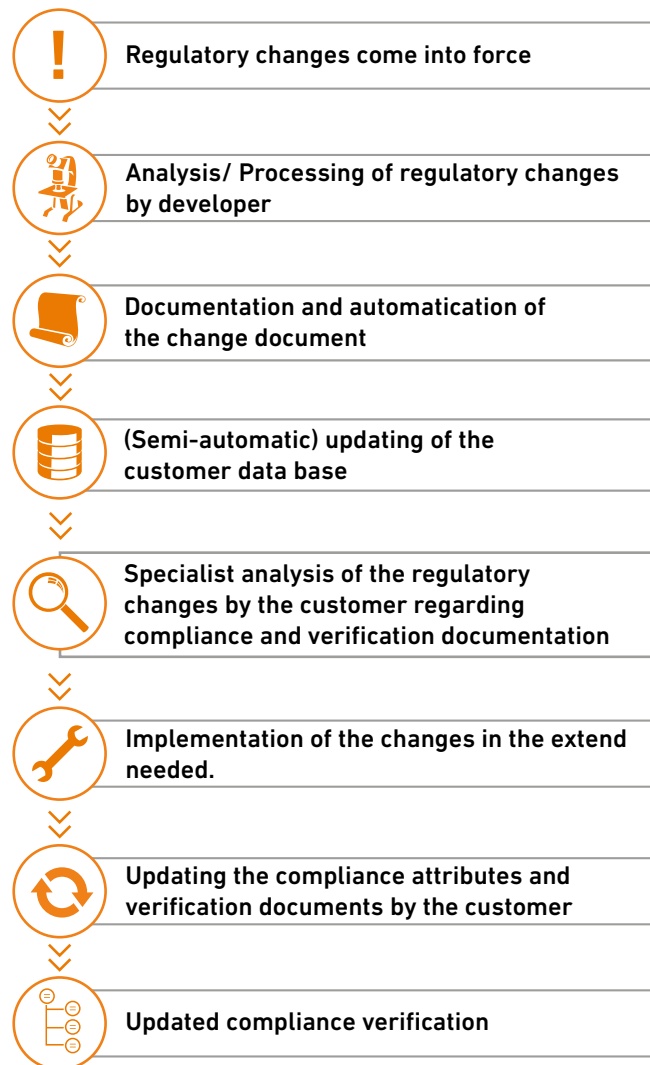 !
Regulatory changes come into force
Analysis/ Processing of regulatory changes
by developer
Documentation and automatication of
the change document
(Semi-automatic) updating of the
customer data base
Specialist analysis of the regulatory
changes by the customer regarding
compliance and verification documentation
Implementation of the changes in the extend
needed.
Updating the compliance attributes and
verification documents by the customer
Updated compliance verification